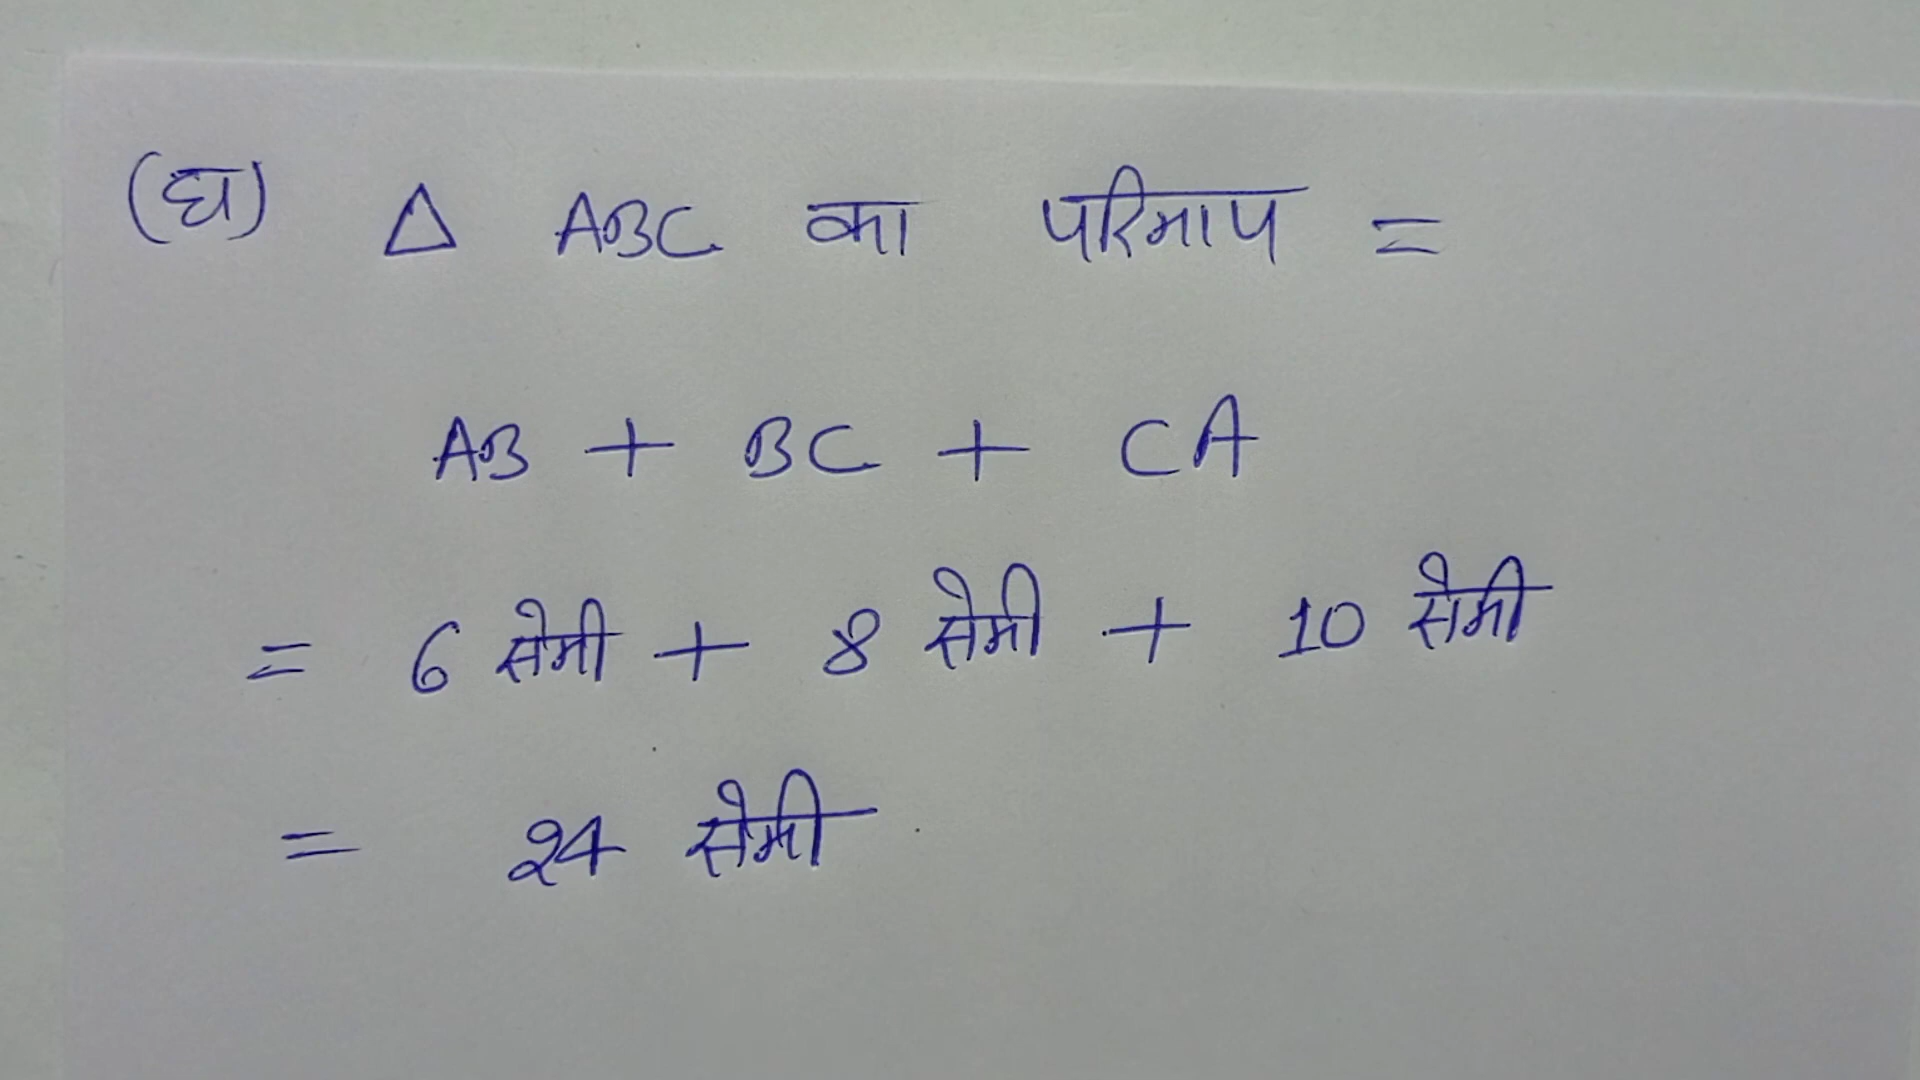 (घ) △ ABC का परिमाप =
AB + BC + CA
= 6 सेमी + 8 सेमी + 10 सेमी
= 24 सेमी